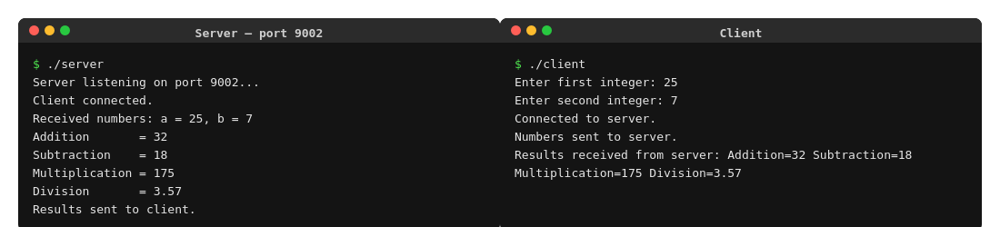 Server — port 9002
$ ./server
Server listening on port 9002...
Client connected.
Received numbers: a = 25, b = 7
Addition       = 32
Subtraction    = 18
Multiplication = 175
Division       = 3.57
Results sent to client.
Client
$ ./client
Enter first integer: 25
Enter second integer: 7
Connected to server.
Numbers sent to server.
Results received from server: Addition=32 Subtraction=18
Multiplication=175 Division=3.57